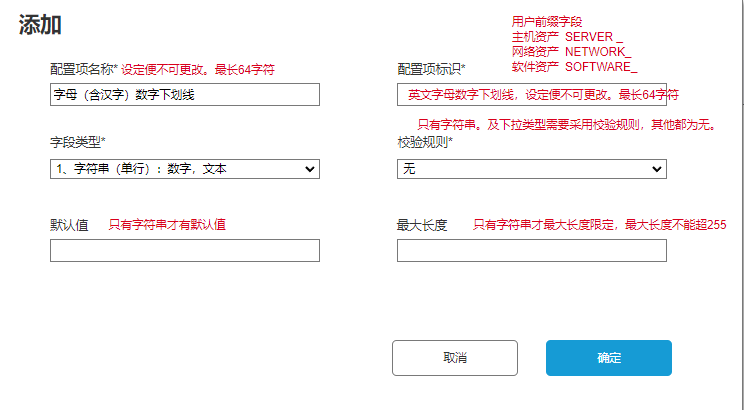 添加
用户前缀字段
主机资产 SERVER _
网络资产 NETWORK_
软件资产 SOFTWARE_
配置项名称* 设定便不可更改。最长64字符
配置项标识*
字母（含汉字）数字下划线
英文字母数字下划线，设定便不可更改。最长64字符
只有字符串。及下拉类型需要采用校验规则，其他都为无。
字段类型*
校验规则*
1、字符串（单行）：数字，文本
无
默认值 只有字符串才有默认值
最大长度 只有字符串才最大长度限定，最大长度不能超255
取消
确定